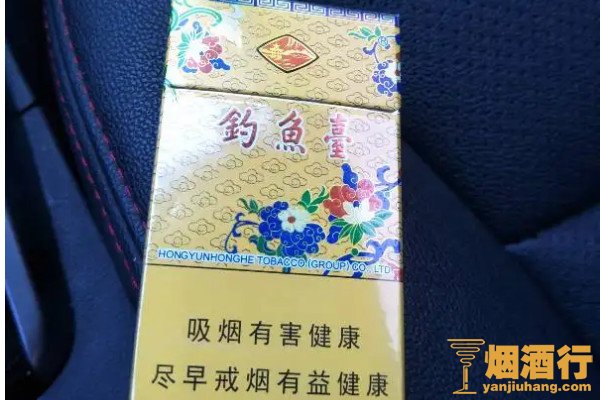 釣魚臺
HONGYUNHONGHE TOBACCO (GROUP) CO., LTD
吸烟有害健康
尽早戒烟有益健康
烟酒行
yanjiuhang.com